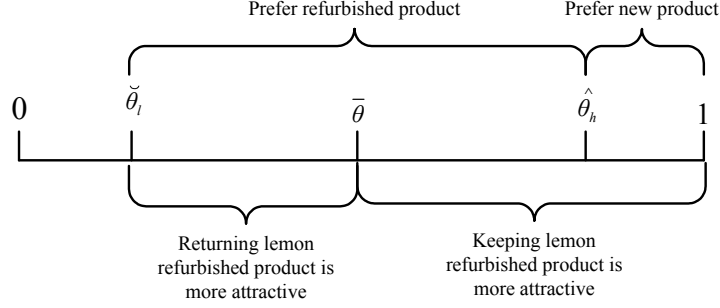 Prefer refurbished product
Prefer new product
0
θ̆ₗ
θ̄
θ̂ₕ
1
Returning lemon
refurbished product is
more attractive
Keeping lemon
refurbished product is
more attractive